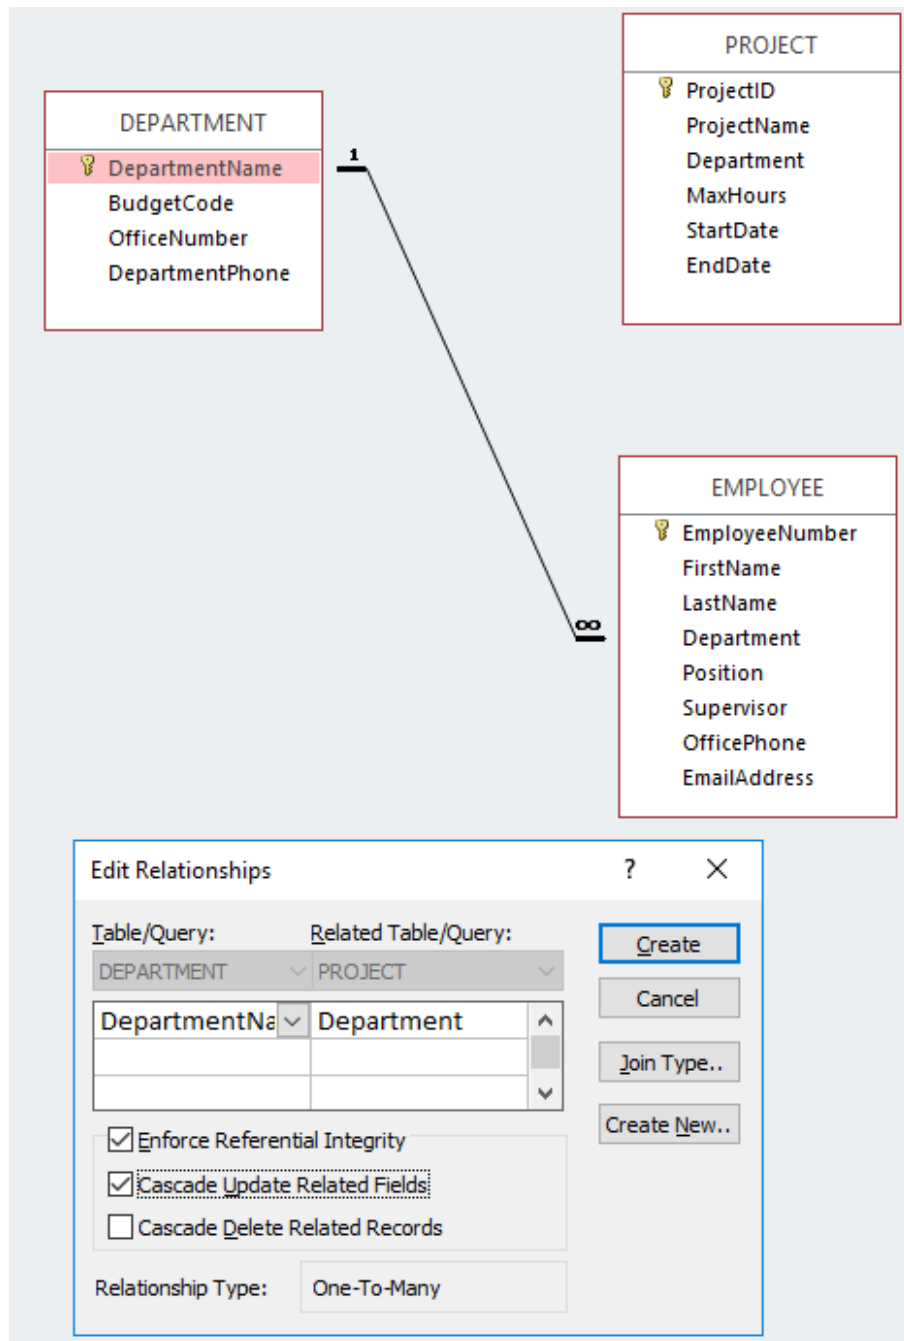 PROJECT
ProjectID
ProjectName
Department
MaxHours
StartDate
EndDate
DEPARTMENT
DepartmentName
BudgetCode
OfficeNumber
DepartmentPhone
1
∞
EMPLOYEE
EmployeeNumber
FirstName
LastName
Department
Position
Supervisor
OfficePhone
EmailAddress
Edit Relationships ? ×
Table/Query: Related Table/Query:
DEPARTMENT PROJECT
DepartmentNa Department
Enforce Referential Integrity
Cascade Update Related Fields
Cascade Delete Related Records
Relationship Type: One-To-Many
Create
Cancel
Join Type..
Create New..